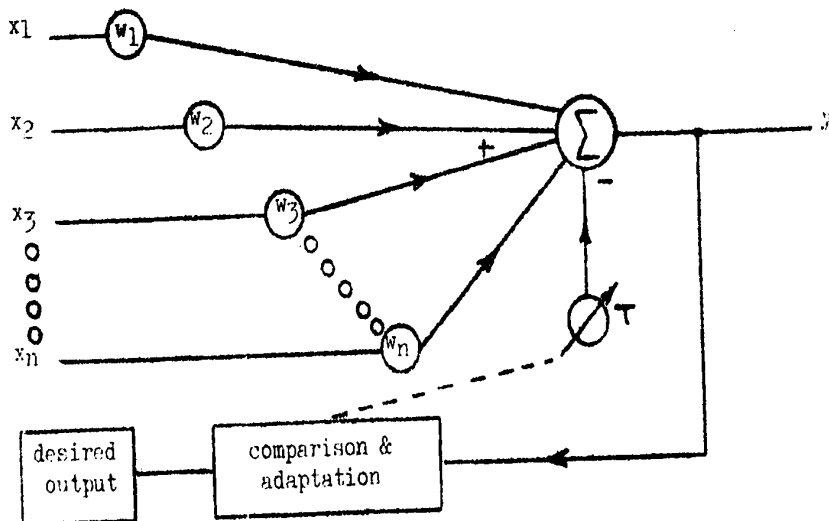 x1
w1
x2
w2
Σ
y
+
-
x3
w3
T
xn
wn
desired
output
comparison &
adaptation